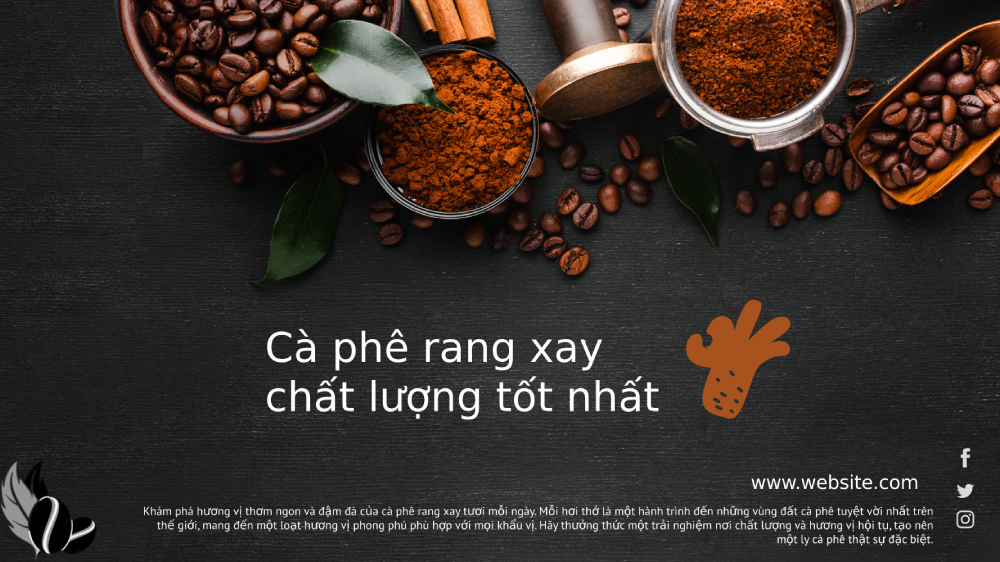 Cà phê rang xay
chất lượng tốt nhất
www.website.com
Khám phá hương vị thơm ngon và đậm đà của cà phê rang xay tươi mỗi ngày. Mỗi hơi thở là một hành trình đến những vùng đất cà phê tuyệt vời nhất trên
thế giới, mang đến một loạt hương vị phong phú phù hợp với mọi khẩu vị. Hãy thưởng thức một trải nghiệm nơi chất lượng và hương vị hội tụ, tạo nên
một ly cà phê thật sự đặc biệt.